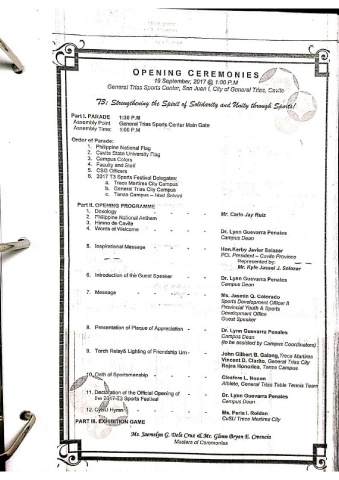 OPENING CEREMONIES
19 September, 2017 @ 1:00 P.M
General Trias Sports Center, San Juan I, City of General Trias, Cavite
T3: Strengthening the Spirit of Solidarity and Unity through Sports!
Part I. PARADE 1:30 P.M
Assembly Point General Trias Sports Center Main Gate
Assembly Time: 1:00 P.M
Order of Parade:
1. Philippine National Flag
2. Cavite State University Flag
3. Campus Colors
4. Faculty and Staff
5. CSG Officers
6. 2017 T3 Sports Festival Delegates:
a. Trece Martires City Campus
b. General Trias City Campus
c. Tanza Campus – Host School
Part II. OPENING PROGRAMME
1. Doxology - - - Mr. Carlo Jay Ruiz
2. Philippine National Anthem
3. Himno de Cavite
4. Words of Welcome - - - Dr. Lynn Guevarra Penales
Campus Dean
5. Inspirational Message - - - Hon. Kerby Javier Salazar
PCL President – Cavite Province
Represented by:
Mr. Kyle Jassel J. Salazar
6. Introduction of the Guest Speaker - - Dr. Lynn Guevarra Penales
Campus Dean
7. Message - - - - Ms. Q. Colorado
Sports Development Officer II
Provincial Youth & Sports
Development Office
Guest Speaker
8. Presentation of Plaque of Appreciation - - Dr. Lynn Guevarra Penales
Campus Dean
(to be assisted by Campus Coordinators)
9. Torch Relay& Lighting of Friendship Urn - John Gilbert B. Galang, Trece Martires
Vincent D. Clarito, General Trias City
Rojea Honorica, Tanza Campus
10. Oath of Sportsmanship - - -
Athlete, General Trias Table Tennis Team
11. Declaration of the Official Opening of - - Dr. Lynn Guevarra Penales
the 2017 T3 Sports Festival Campus Dean
12. CvSU Hymn - - - Ms. Perla I. Roldan
CvSU Trece Martires City
PART III. EXHIBITION GAME
Ms. G. Dela Cruz & Mr. Glenn Bryan E.
Masters of Ceremonies